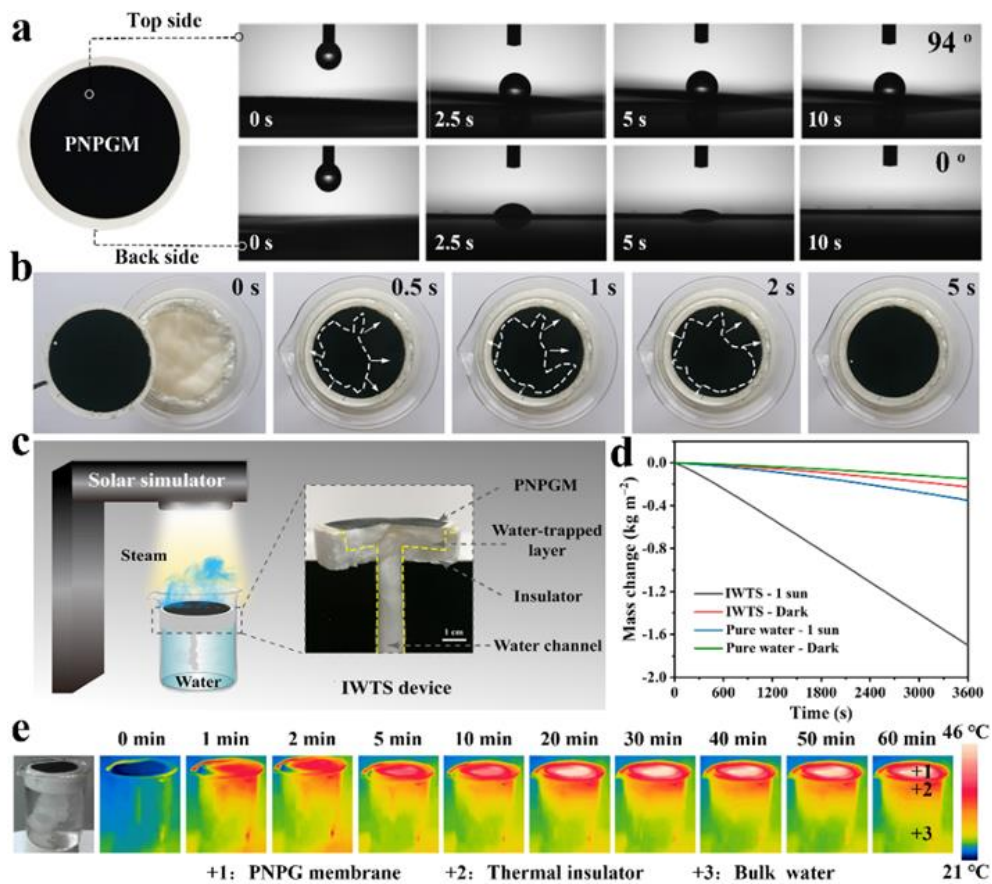 a
Top side
PNPGM
Back side
0 s
2.5 s
5 s
10 s
94 °
0 s
2.5 s
5 s
10 s
0 °
b
0 s
0.5 s
1 s
2 s
5 s
c
Solar simulator
Steam
Water
PNPGM
Water-trapped
layer
Insulator
Water channel
1 cm
IWTS device
d
Mass change (kg m⁻²)
0.0
-0.4
-0.8
-1.2
-1.6
-2.0
IWTS - 1 sun
IWTS - Dark
Pure water - 1 sun
Pure water - Dark
0 600 1200 1800 2400 3000 3600
Time (s)
e
0 min 1 min 2 min 5 min 10 min 20 min 30 min 40 min 50 min 60 min
46 °C
+1
+2
+3
21 °C
+1: PNPG membrane +2: Thermal insulator +3: Bulk water